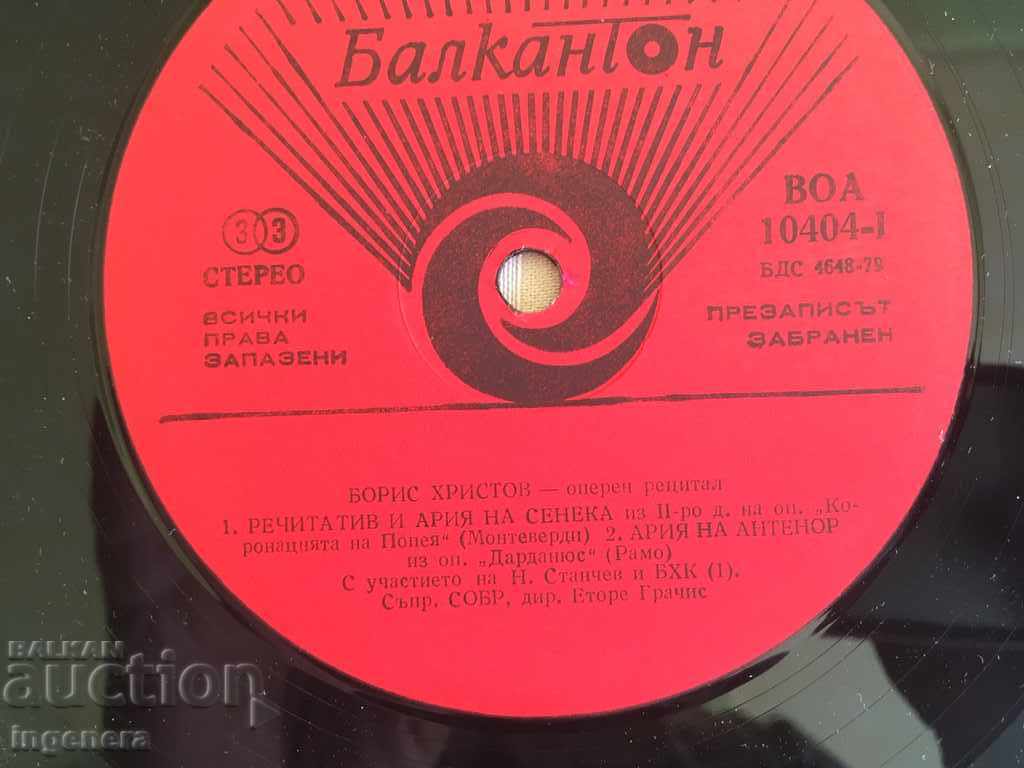 БалканТон
33
СТЕРЕО
ВСИЧКИ
ПРАВА
ЗАПАЗЕНИ
ВОА
10404-I
БДС 4648-79
ПРЕЗАПИСЪТ
ЗАБРАНЕН
БОРИС ХРИСТОВ — оперен рецитал
1. РЕЧИТАТИВ И АРИЯ НА СЕНЕКА из II-ро д. на оп. „Ко-
ронацията на Попея“ (Монтеверди) 2. АРИЯ НА АНТЕНОР
из оп. „Дарданюс“ (Рамо)
С участието на Н. Станчев и БХК (1).
Съпр. СОБР, дир. Еторе Грачис
BALKAN
auction
ingenera